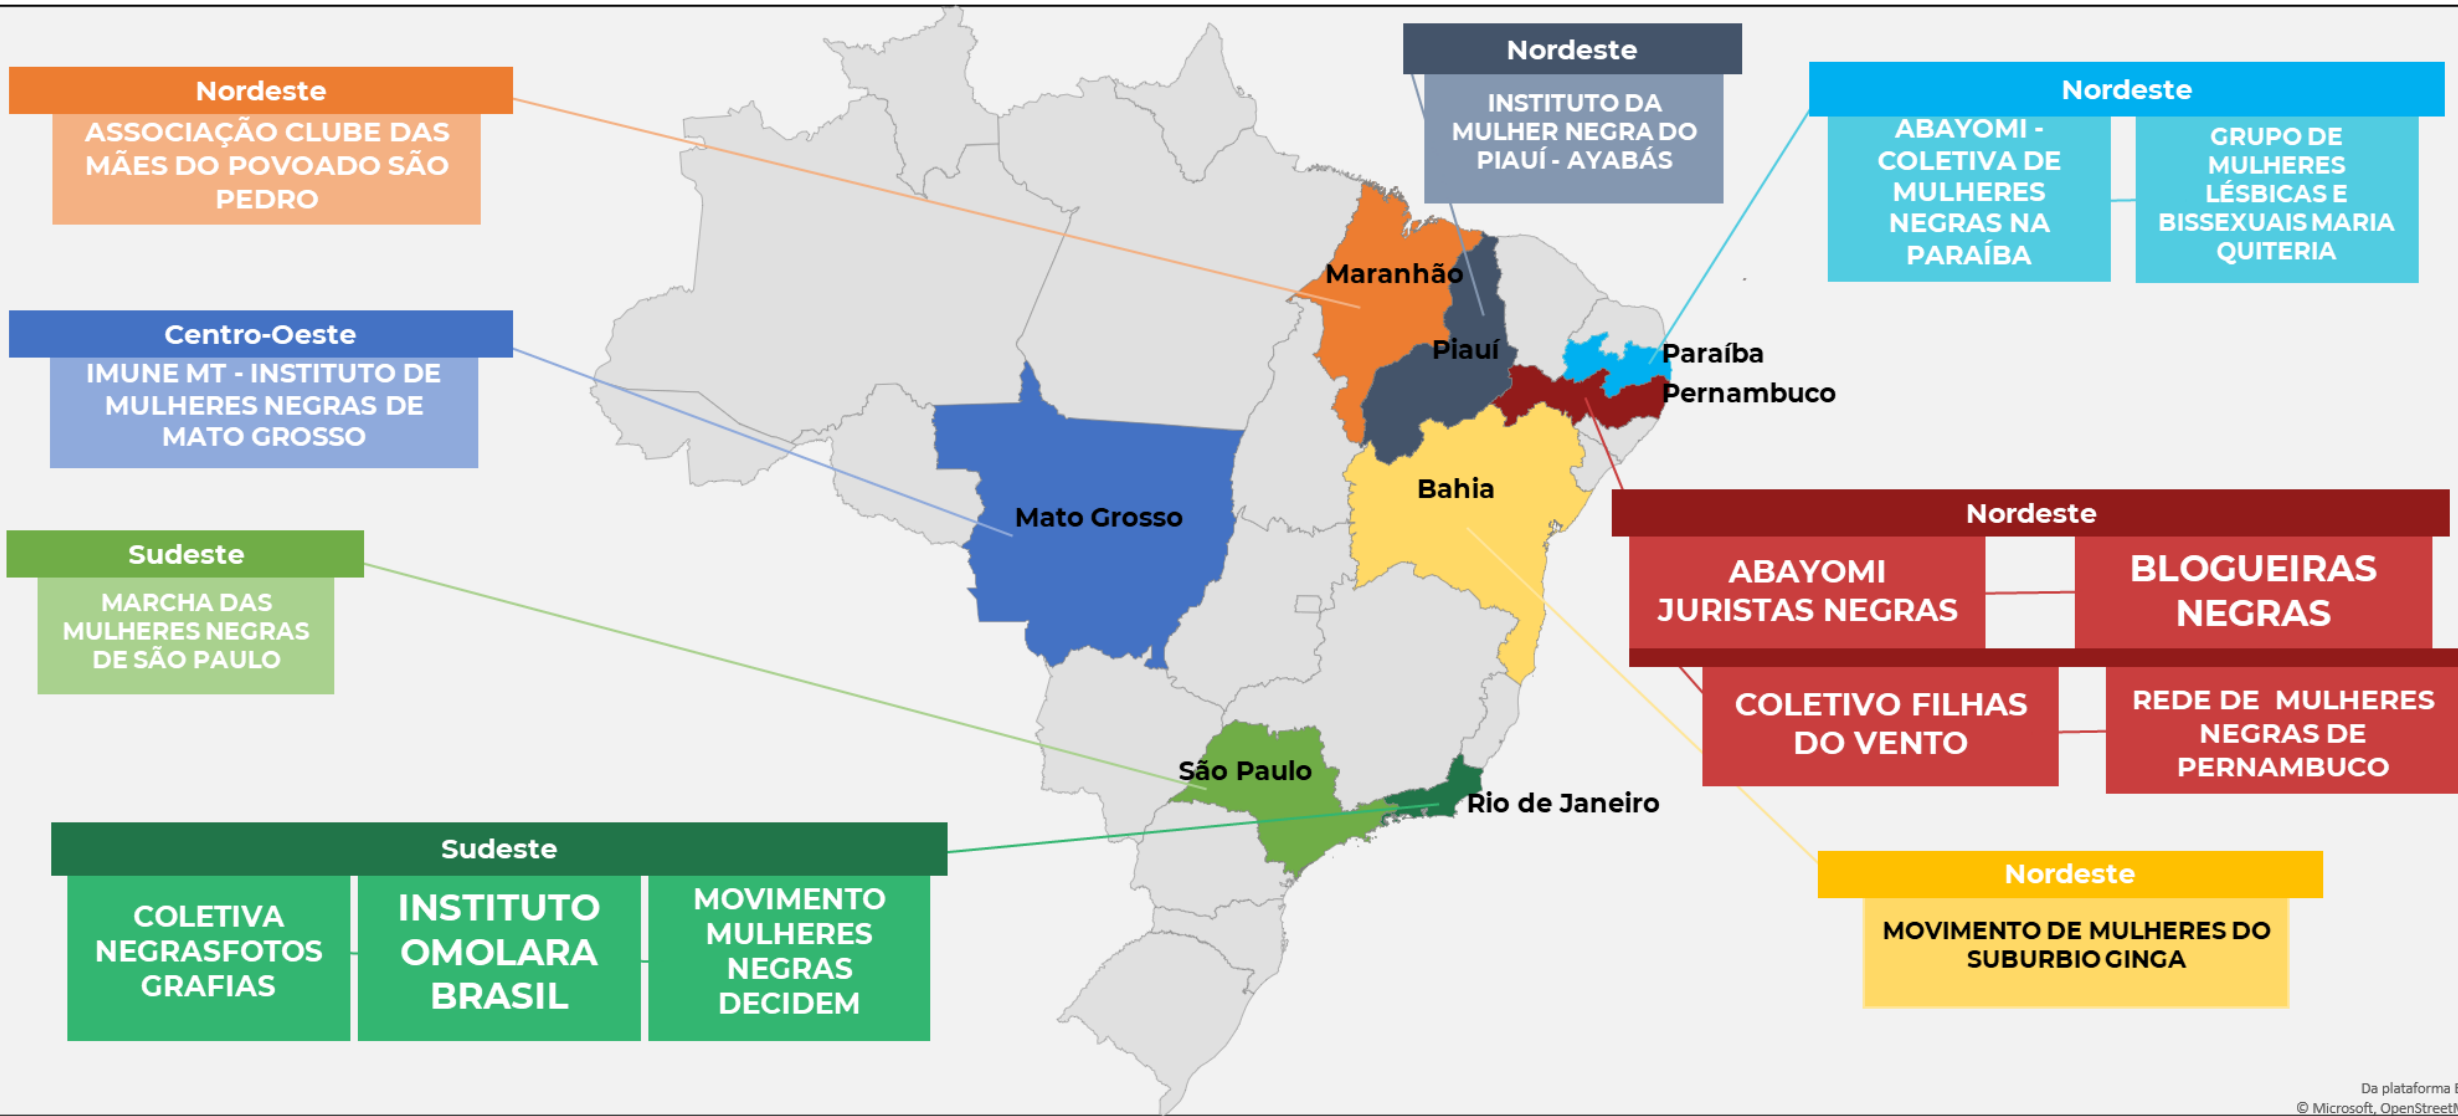 Nordeste
ASSOCIAÇÃO CLUBE DAS
MÃES DO POVOADO SÃO
PEDRO
Nordeste
INSTITUTO DA
MULHER NEGRA DO
PIAUÍ - AYABÁS
Nordeste
ABAYOMI -
COLETIVA DE
MULHERES
NEGRAS NA
PARAÍBA
GRUPO DE
MULHERES
LÉSBICAS E
BISSEXUAIS MARIA
QUITERIA
Centro-Oeste
IMUNE MT - INSTITUTO DE
MULHERES NEGRAS DE
MATO GROSSO
Maranhão
Piauí
Paraíba
Pernambuco
Bahia
Mato Grosso
São Paulo
Rio de Janeiro
Sudeste
MARCHA DAS
MULHERES NEGRAS
DE SÃO PAULO
Nordeste
ABAYOMI
JURISTAS NEGRAS
BLOGUEIRAS
NEGRAS
COLETIVO FILHAS
DO VENTO
REDE DE MULHERES
NEGRAS DE
PERNAMBUCO
Sudeste
COLETIVA
NEGRASFOTOS
GRAFIAS
INSTITUTO
OMOLARA
BRASIL
MOVIMENTO
MULHERES
NEGRAS
DECIDEM
Nordeste
MOVIMENTO DE MULHERES DO
SUBURBIO GINGA
Da plataforma
© Microsoft,